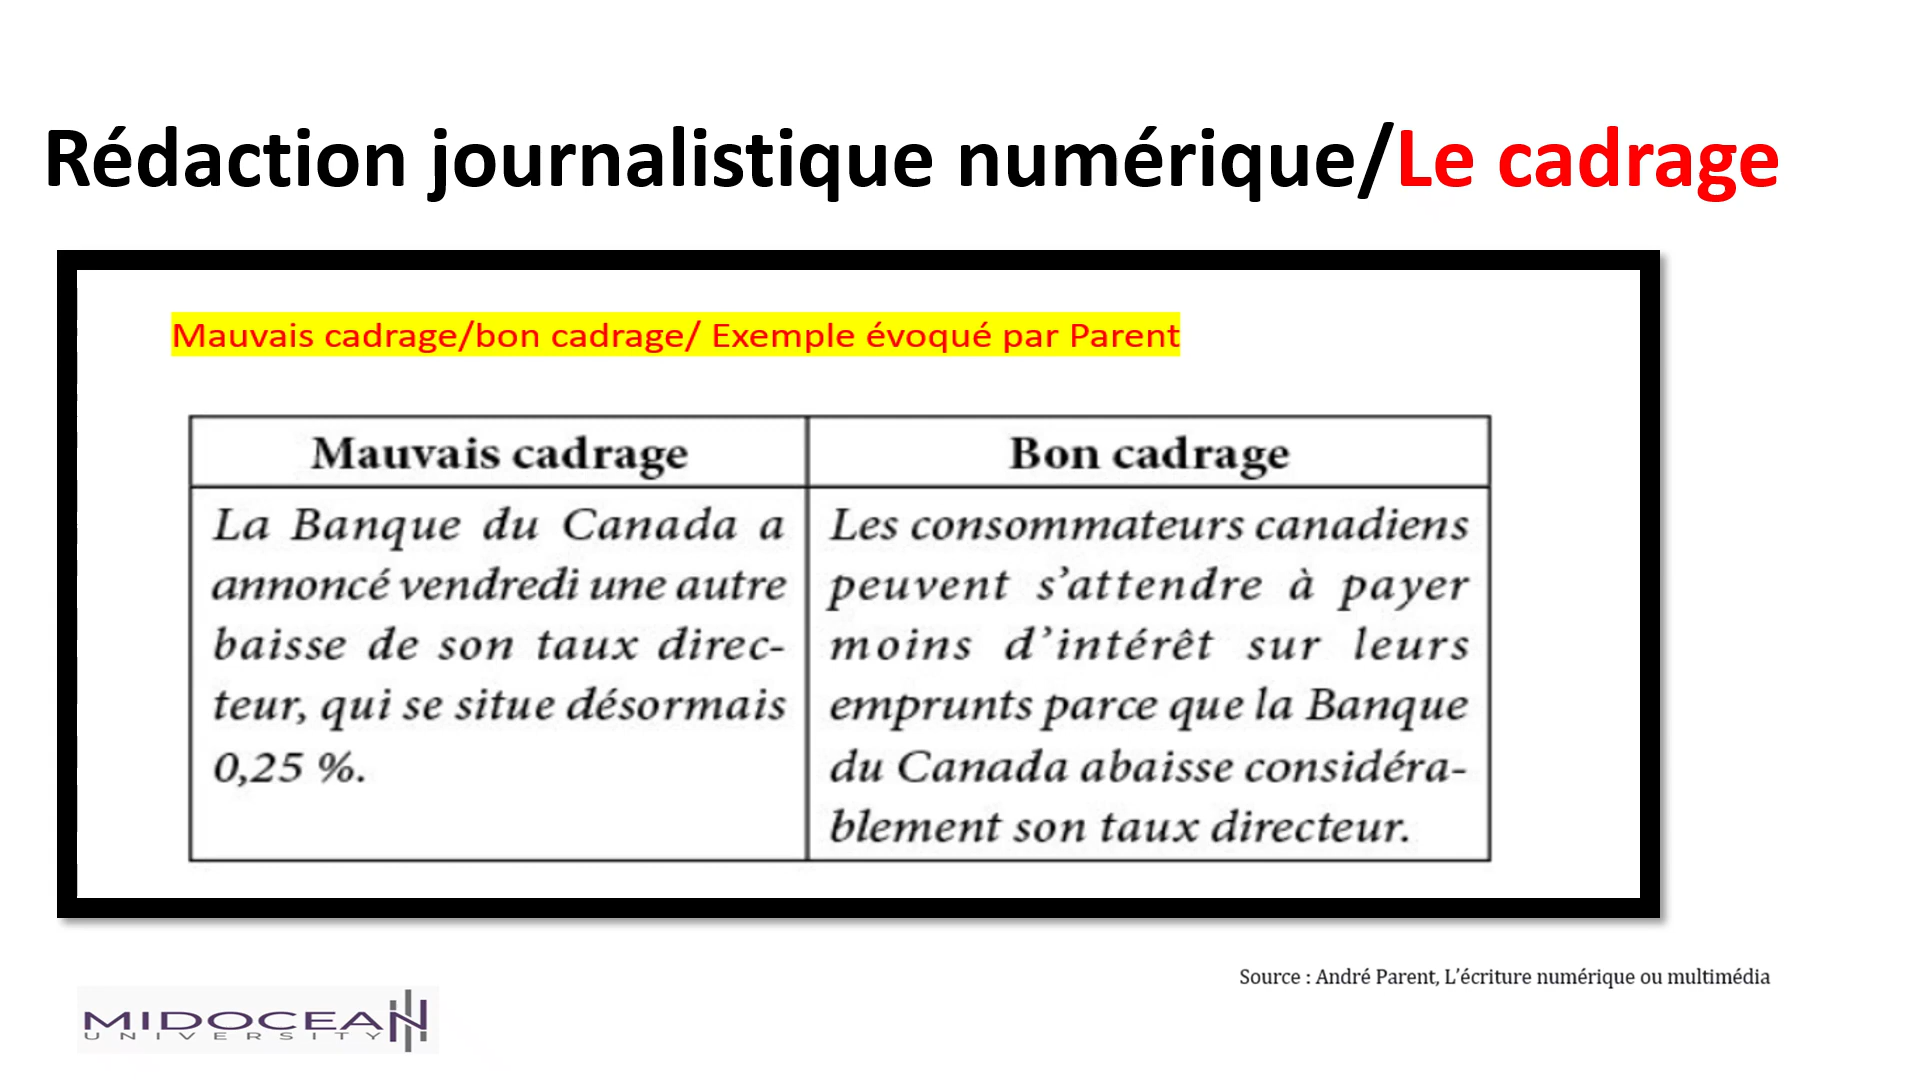 Rédaction journalistique numérique/Le cadrage
Mauvais cadrage/bon cadrage/ Exemple évoqué par Parent
Mauvais cadrage
La Banque du Canada a
annoncé vendredi une autre
baisse de son taux direc-
teur, qui se situe désormais
0,25 %.
Bon cadrage
Les consommateurs canadiens
peuvent s’attendre à payer
moins d’intérêt sur leurs
emprunts parce que la Banque
du Canada abaisse considéra-
blement son taux directeur.
Source : André Parent, L’écriture numérique ou multimédia
MIDOCEAN
UNIVERSITY